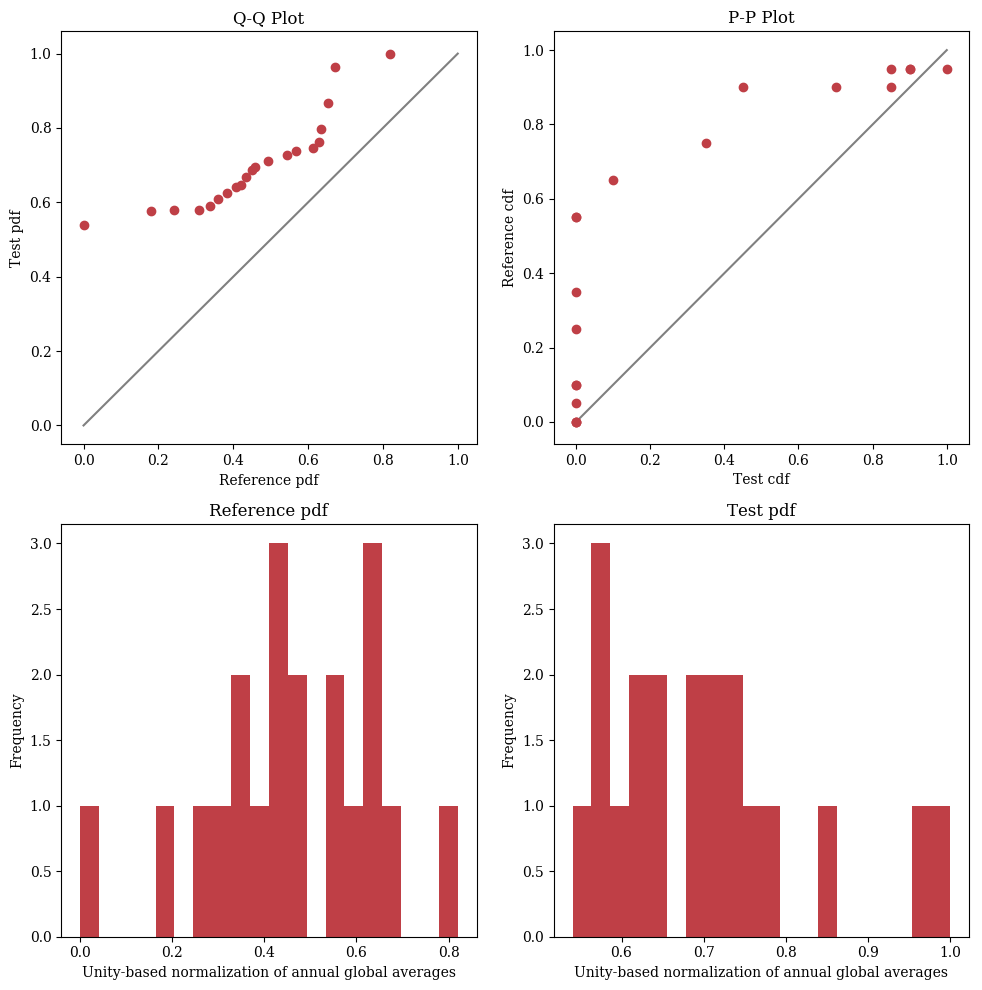 Q-Q Plot
1.0
0.8
0.6
0.4
0.2
0.0
Test pdf
0.0 0.2 0.4 0.6 0.8 1.0
Reference pdf
P-P Plot
1.0
0.8
0.6
0.4
0.2
0.0
Reference cdf
0.0 0.2 0.4 0.6 0.8 1.0
Test cdf
Reference pdf
3.0
2.5
2.0
1.5
1.0
0.5
0.0
Frequency
0.0 0.2 0.4 0.6 0.8
Unity-based normalization of annual global averages
Test pdf
3.0
2.5
2.0
1.5
1.0
0.5
0.0
Frequency
0.6 0.7 0.8 0.9 1.0
Unity-based normalization of annual global averages